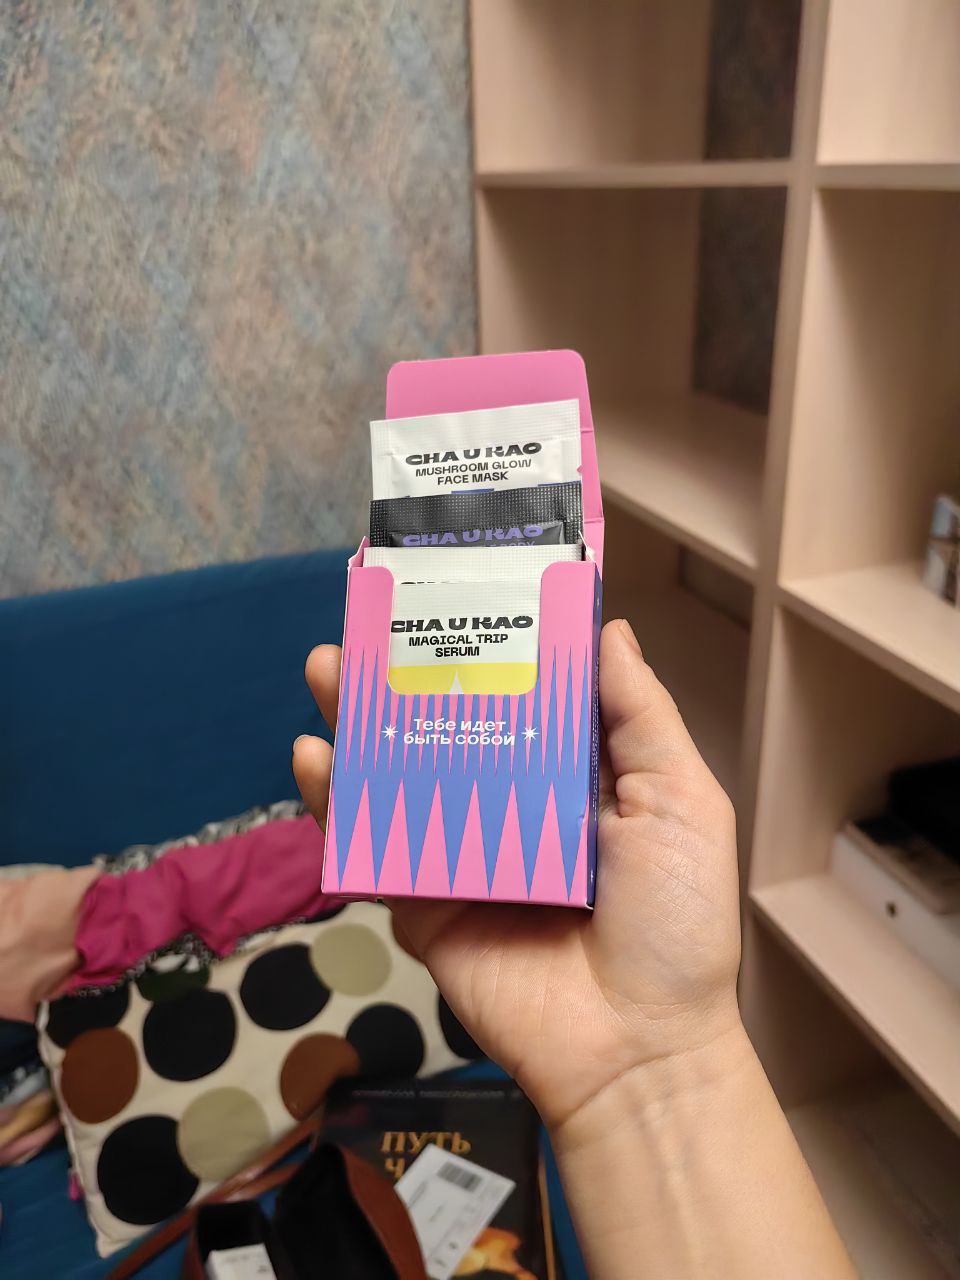 CHA U KAO
MUSHROOM GLOW
FACE MASK
CHA U KAO
CHA U KAO
MAGICAL TRIP
SERUM
Тебе идет
быть собой
ПУТЬ